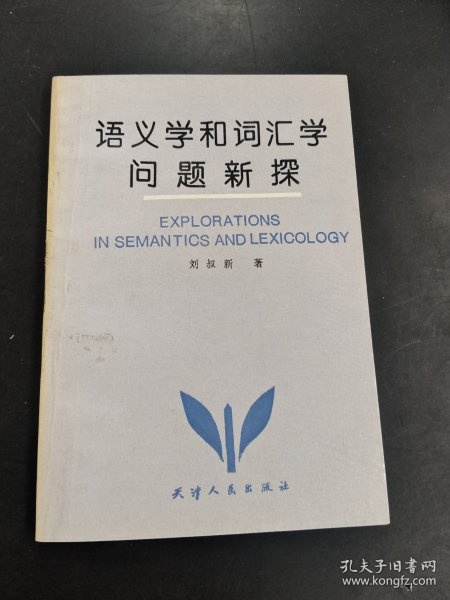 语义学和词汇学
问题新探
EXPLORATIONS
IN SEMANTICS AND LEXICOLOGY
刘叔新 著
天津人民出版社
孔夫子旧书网
www.kongfz.com